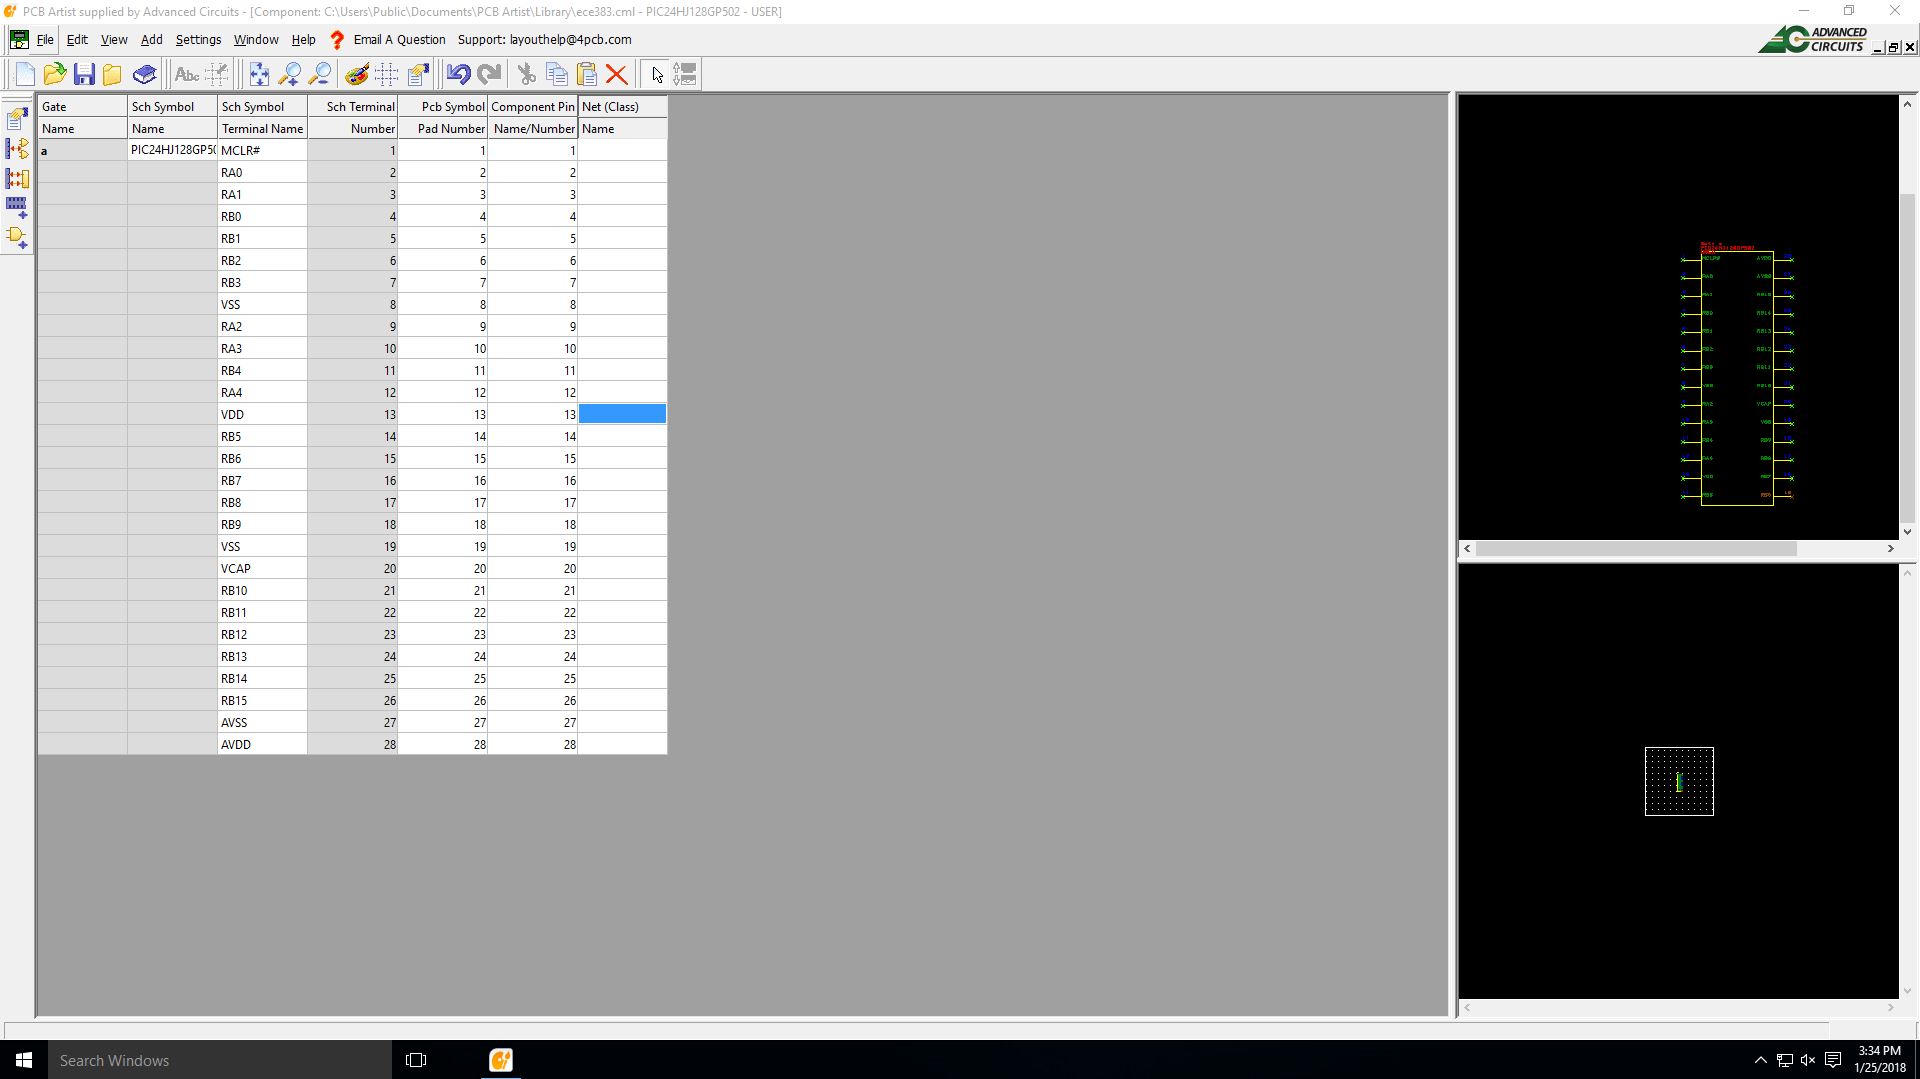 PCB Artist supplied by Advanced Circuits - [Component: C:\Users\Public\Documents\PCB Artist\Library\ece383.cml - PIC24HJ128GP502 - USER]
File Edit View Add Settings Window Help Email A Question Support: layouthelp@4pcb.com
ADVANCED
CIRCUITS
Abc
Gate Sch Symbol Sch Symbol Sch Terminal Pcb Symbol Component Pin Net (Class)
Name Name Terminal Name Number Pad Number Name/Number Name
a PIC24HJ128GP50 MCLR# 1 1 1
RA0 2 2 2
RA1 3 3 3
RB0 4 4 4
RB1 5 5 5
RB2 6 6 6
RB3 7 7 7
VSS 8 8 8
RA2 9 9 9
RA3 10 10 10
RB4 11 11 11
RA4 12 12 12
VDD 13 13 13
RB5 14 14 14
RB6 15 15 15
RB7 16 16 16
RB8 17 17 17
RB9 18 18 18
VSS 19 19 19
VCAP 20 20 20
RB10 21 21 21
RB11 22 22 22
RB12 23 23 23
RB13 24 24 24
RB14 25 25 25
RB15 26 26 26
AVSS 27 27 27
AVDD 28 28 28
Search Windows
3:34 PM
1/25/2018